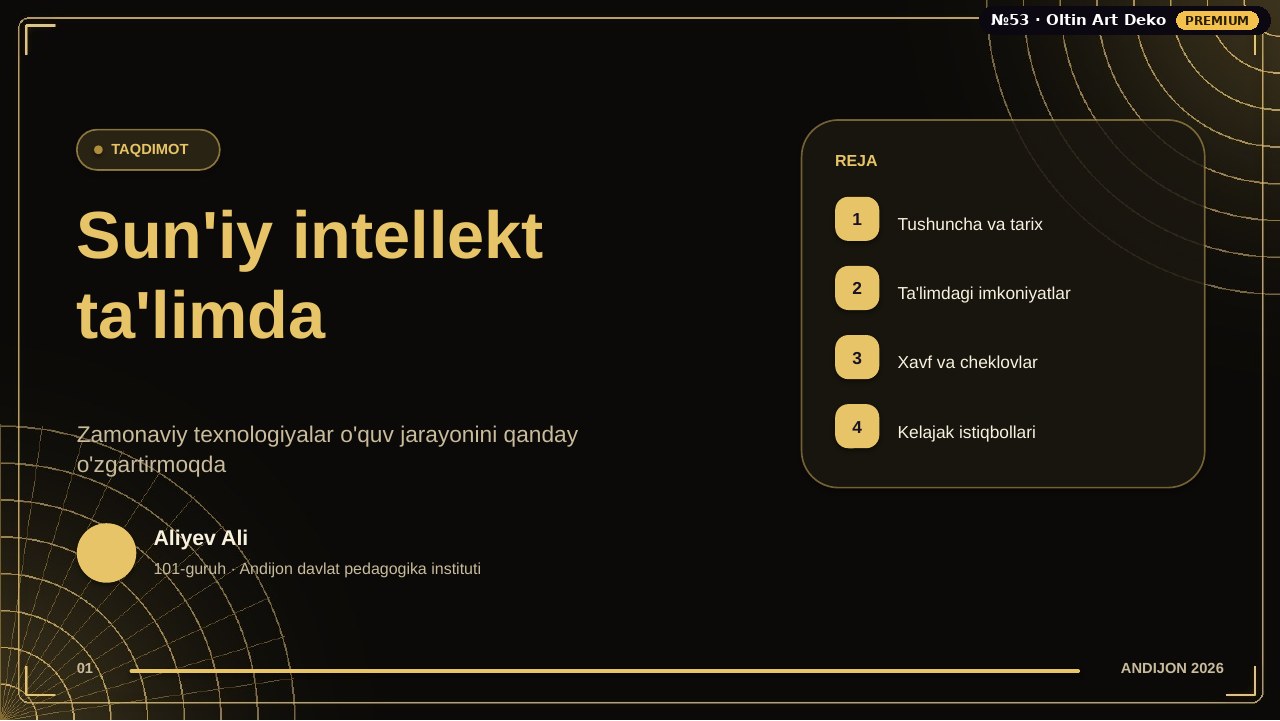 №53 · Oltin Art Deko PREMIUM
TAQDIMOT
Sun'iy intellekt
ta'limda
Zamonaviy texnologiyalar o'quv jarayonini qanday
o'zgartirmoqda
Aliyev Ali
101-guruh · Andijon davlat pedagogika instituti
REJA
1 Tushuncha va tarix
2 Ta'limdagi imkoniyatlar
3 Xavf va cheklovlar
4 Kelajak istiqbollari
01
ANDIJON 2026